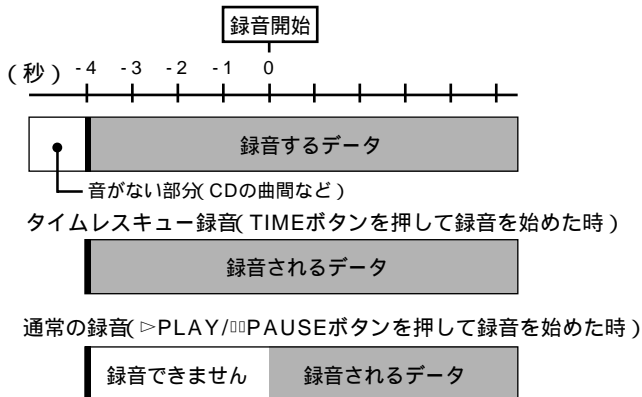 録音開始
(秒) -4 -3 -2 -1 0
録音するデータ
音がない部分(CDの曲間など)
タイムレスキュー録音(TIMEボタンを押して録音を始めた時)
録音されるデータ
通常の録音(▷PLAY/▯▯PAUSEボタンを押して録音を始めた時)
録音できません 録音されるデータ